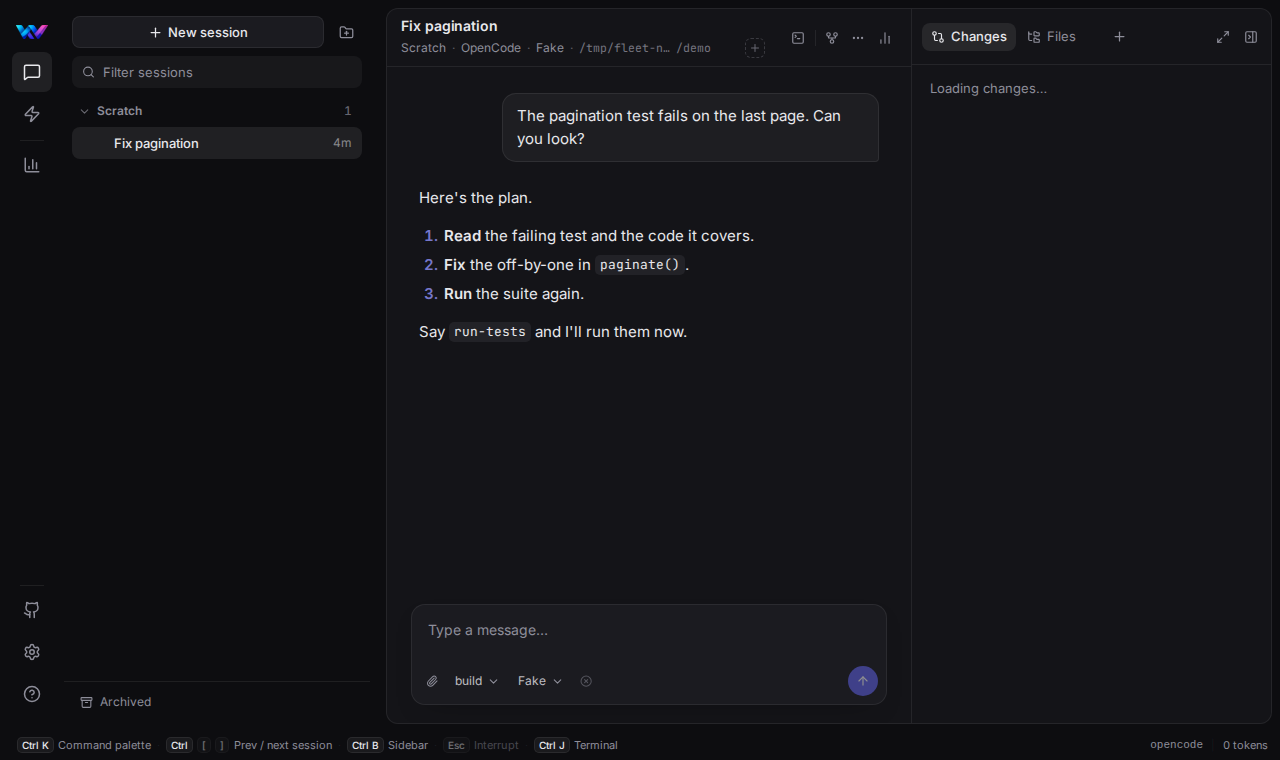 New session
Filter sessions
Scratch 1
Fix pagination 4m
Archived
Fix pagination
Scratch · OpenCode · Fake · /tmp/fleet-n… /demo
The pagination test fails on the last page. Can
you look?
Here's the plan.
1. Read the failing test and the code it covers.
2. Fix the off-by-one in paginate().
3. Run the suite again.
Say run-tests and I'll run them now.
Type a message...
build Fake
Changes Files
Loading changes...
Ctrl K Command palette Ctrl [ ] Prev / next session Ctrl B Sidebar Esc Interrupt Ctrl J Terminal opencode 0 tokens